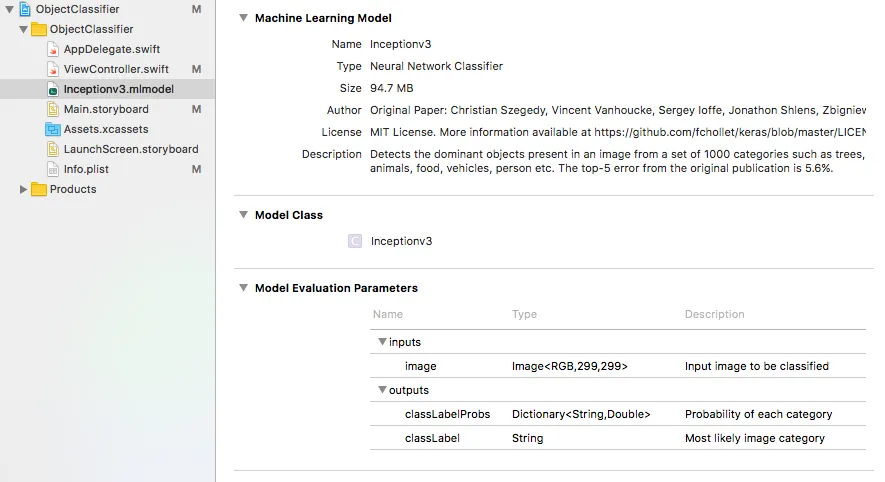 ObjectClassifier M
ObjectClassifier
AppDelegate.swift
ViewController.swift M
Inceptionv3.mlmodel
Main.storyboard M
Assets.xcassets
LaunchScreen.storyboard
Info.plist M
Products
Machine Learning Model
Name Inceptionv3
Type Neural Network Classifier
Size 94.7 MB
Author Original Paper: Christian Szegedy, Vincent Vanhoucke, Sergey Ioffe, Jonathon Shlens, Zbigniew
License MIT License. More information available at https://github.com/fchollet/keras/blob/master/LICEN
Description Detects the dominant objects present in an image from a set of 1000 categories such as trees,
animals, food, vehicles, person etc. The top-5 error from the original publication is 5.6%.
Model Class
C Inceptionv3
Model Evaluation Parameters
Name Type Description
inputs
image Image<RGB,299,299> Input image to be classified
outputs
classLabelProbs Dictionary<String,Double> Probability of each category
classLabel String Most likely image category